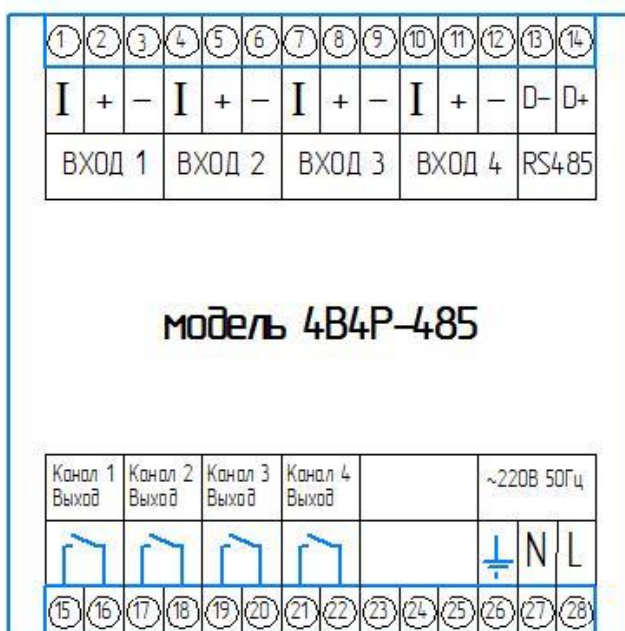 1 2 3 4 5 6 7 8 9 10 11 12 13 14
I + − I + − I + − I + − D− D+
ВХОД 1 ВХОД 2 ВХОД 3 ВХОД 4 RS485
модель 4В4Р-485
Канал 1 Канал 2 Канал 3 Канал 4 ~220В 50Гц
Выход Выход Выход Выход
N L
15 16 17 18 19 20 21 22 23 24 25 26 27 28